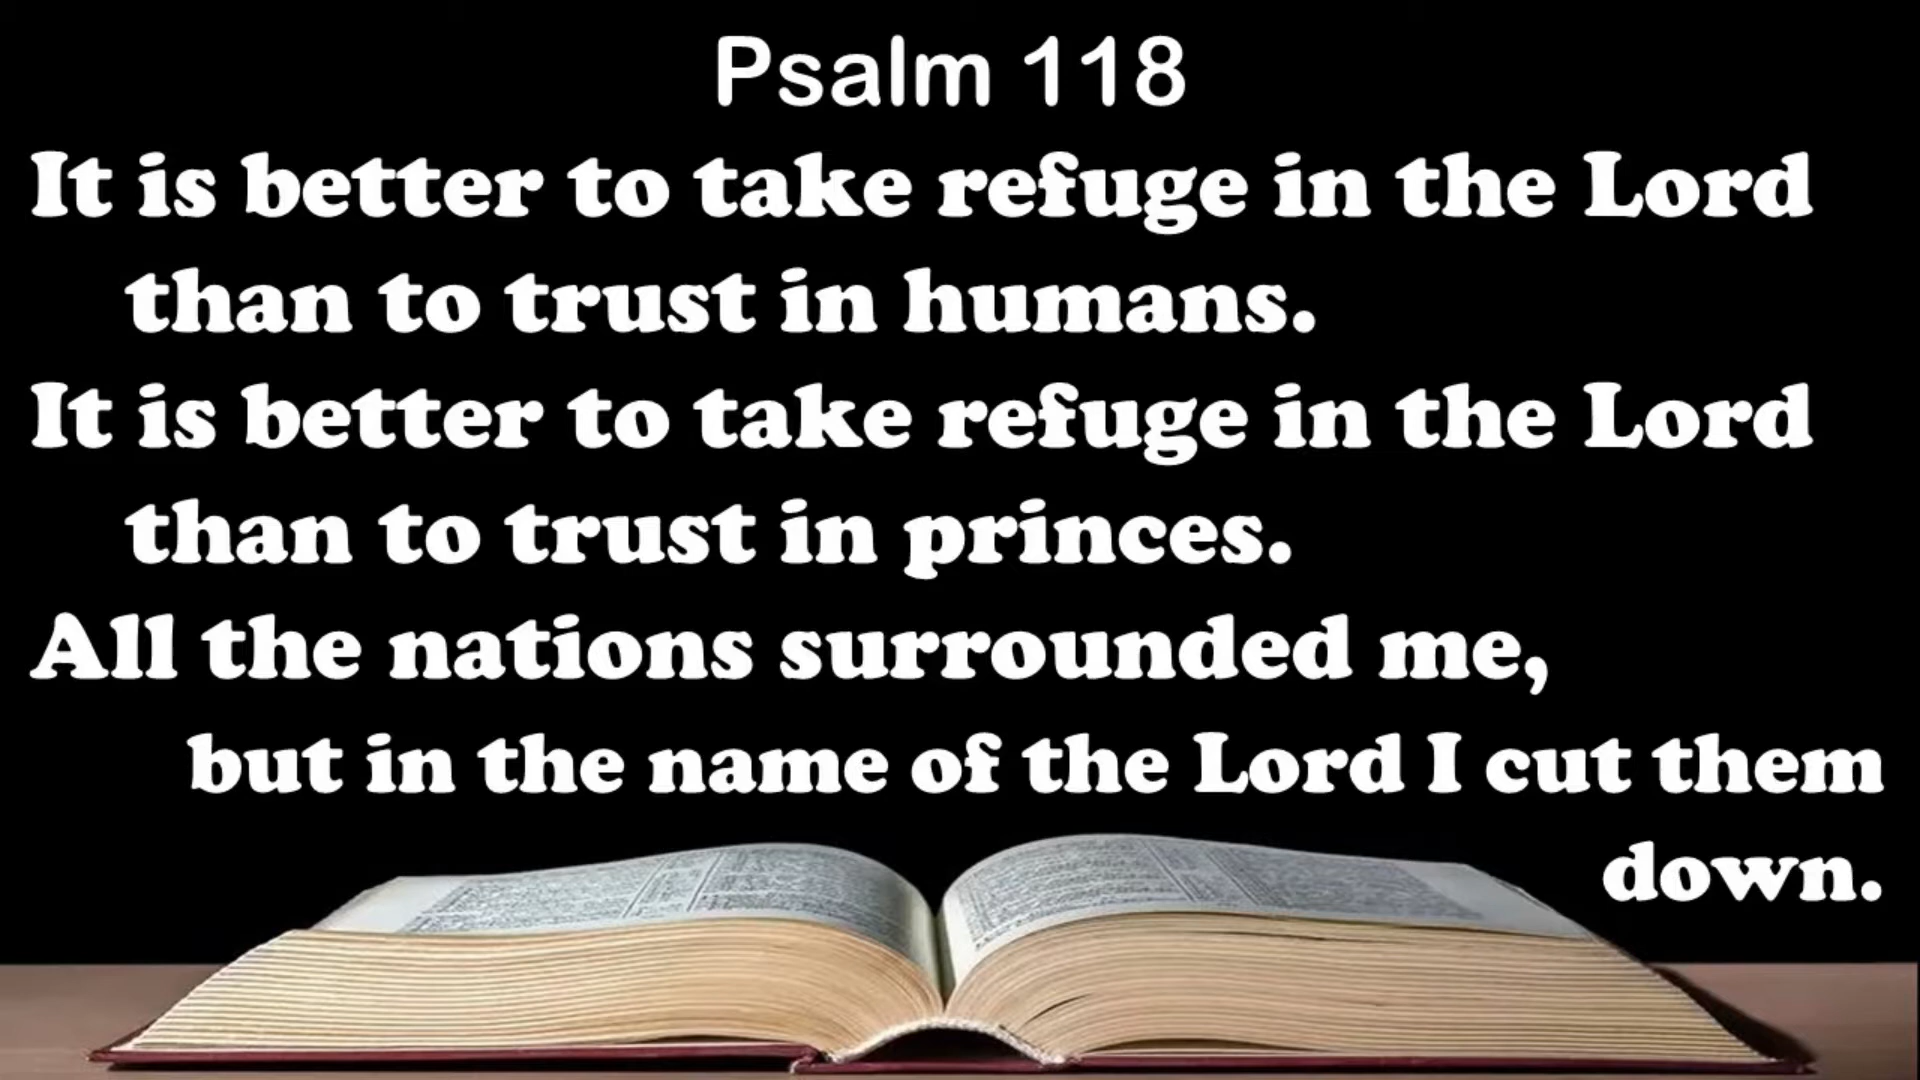 Psalm 118
It is better to take refuge in the Lord
than to trust in humans.
It is better to take refuge in the Lord
than to trust in princes.
All the nations surrounded me,
but in the name of the Lord I cut them
down.